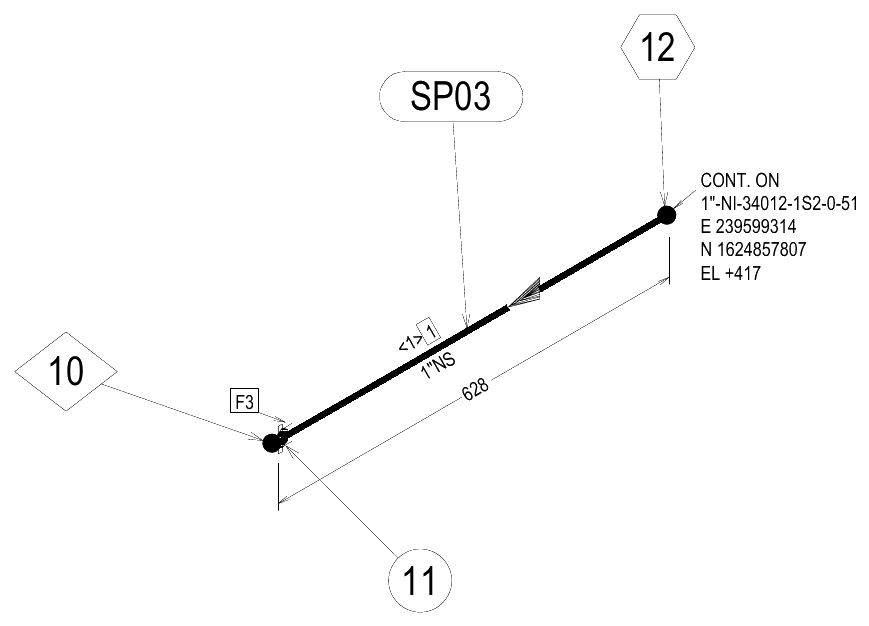 12
SP03
CONT. ON
1"-NI-34012-1S2-0-51
E 239599314
N 1624857807
EL +417
<1> 1
1"NS
628
10
F3
11